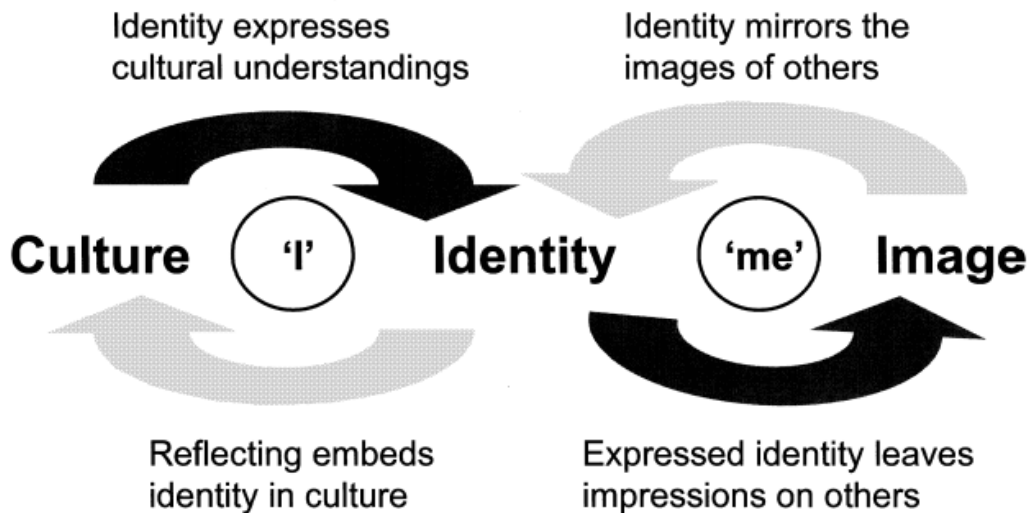 Identity expresses
cultural understandings
Identity mirrors the
images of others
Culture
'I'
Identity
'me'
Image
Reflecting embeds
identity in culture
Expressed identity leaves
impressions on others